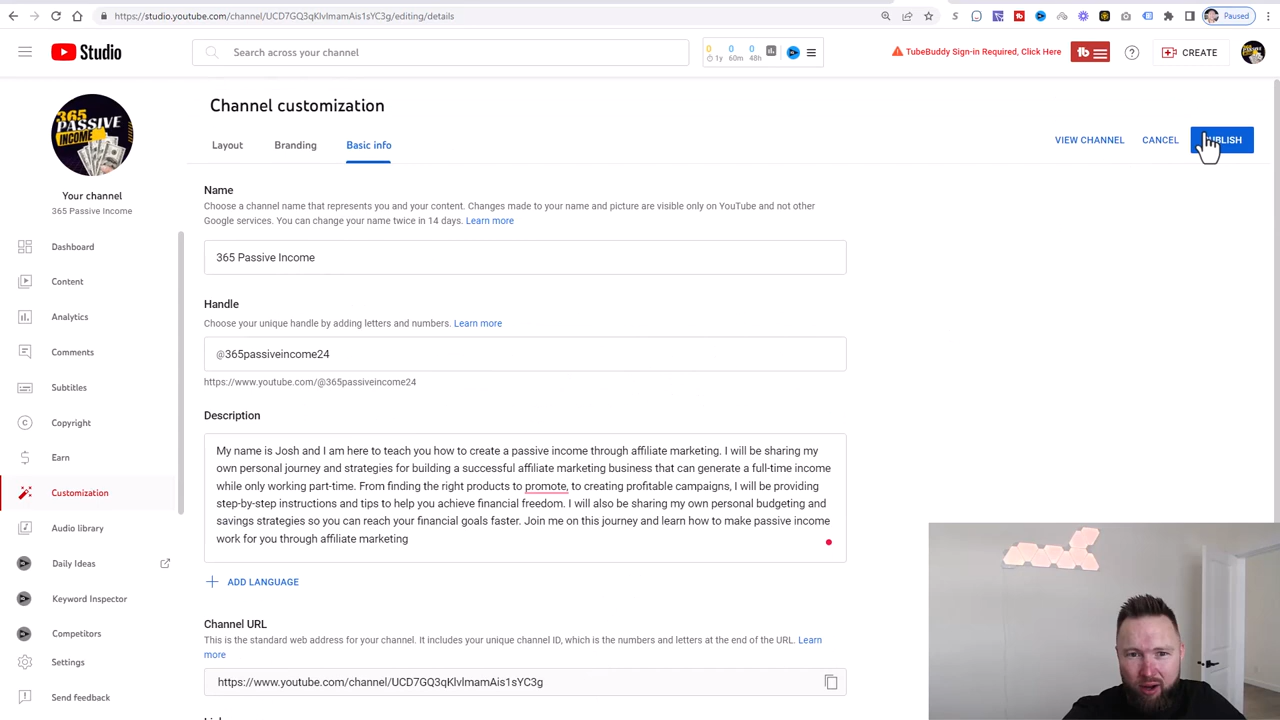 https://studio.youtube.com/channel/UCD7GQ3qKlvImamAis1sYC3g/editing/details
Paused
Studio
Search across your channel
0 0 0
1y 60m 48h
TubeBuddy Sign-in Required, Click Here
tb
?
CREATE
365
PASSIVE
INCOME
Your channel
365 Passive Income
Dashboard
Content
Analytics
Comments
Subtitles
Copyright
Earn
Customization
Audio library
Daily Ideas
Keyword Inspector
Competitors
Settings
Send feedback
Channel customization
Layout
Branding
Basic info
VIEW CHANNEL
CANCEL
Name
Choose a channel name that represents you and your content. Changes made to your name and picture are visible only on YouTube and not other
Google services. You can change your name twice in 14 days. Learn more
365 Passive Income
Handle
Choose your unique handle by adding letters and numbers. Learn more
@365passiveincome24
https://www.youtube.com/@365passiveincome24
Description
My name is Josh and I am here to teach you how to create a passive income through affiliate marketing. I will be sharing my
own personal journey and strategies for building a successful affiliate marketing business that can generate a full-time income
while only working part-time. From finding the right products to promote, to creating profitable campaigns, I will be providing
step-by-step instructions and tips to help you achieve financial freedom. I will also be sharing my own personal budgeting and
savings strategies so you can reach your financial goals faster. Join me on this journey and learn how to make passive income
work for you through affiliate marketing
ADD LANGUAGE
Channel URL
This is the standard web address for your channel. It includes your unique channel ID, which is the numbers and letters at the end of the URL. Learn
more
https://www.youtube.com/channel/UCD7GQ3qKlvImamAis1sYC3g